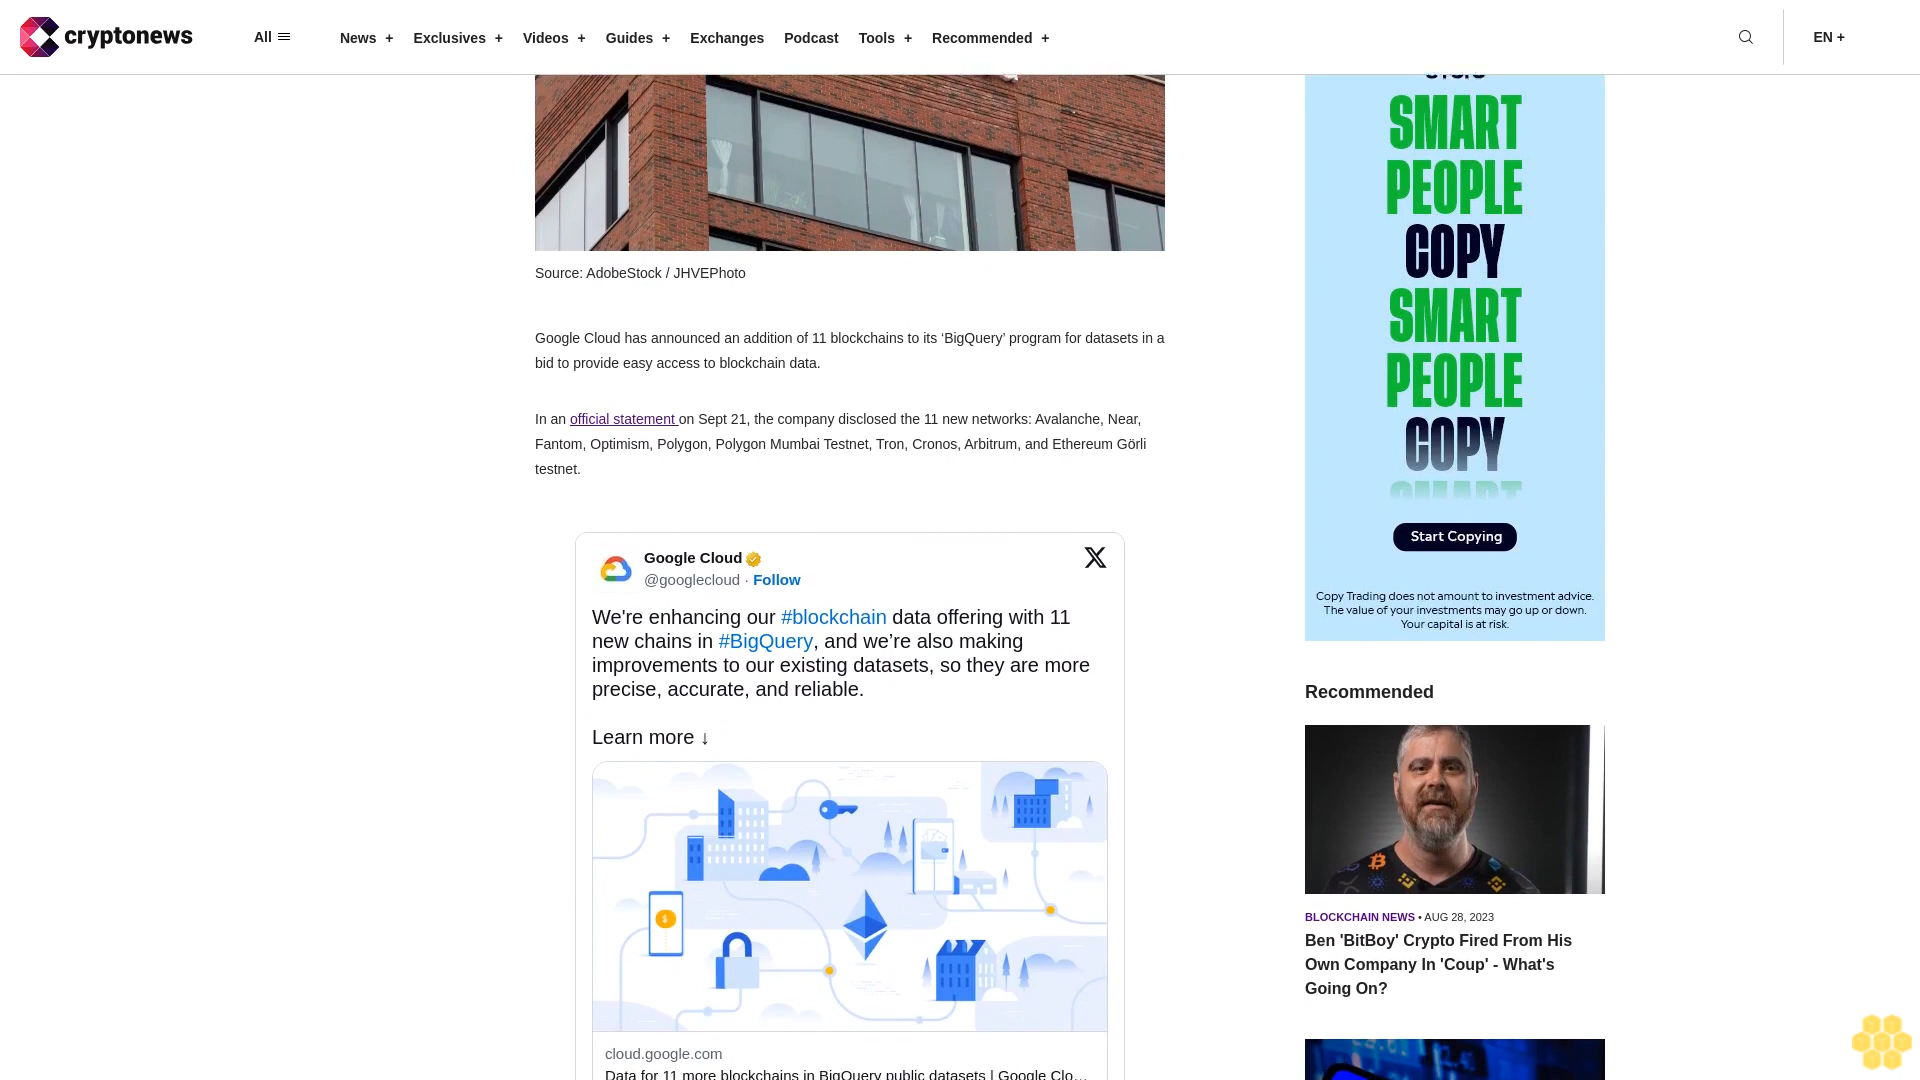 cryptonews
All
News +
Exclusives +
Videos +
Guides +
Exchanges
Podcast
Tools +
Recommended +
EN +
Source: AdobeStock / JHVEPhoto
Google Cloud has announced an addition of 11 blockchains to its ‘BigQuery’ program for datasets in a
bid to provide easy access to blockchain data.
In an official statement on Sept 21, the company disclosed the 11 new networks: Avalanche, Near,
Fantom, Optimism, Polygon, Polygon Mumbai Testnet, Tron, Cronos, Arbitrum, and Ethereum Görli
testnet.
Google Cloud
@googlecloud · Follow
We're enhancing our #blockchain data offering with 11
new chains in #BigQuery, and we’re also making
improvements to our existing datasets, so they are more
precise, accurate, and reliable.
Learn more ↓
cloud.google.com
Data for 11 more blockchains in BigQuery public datasets | Google Clo…
SMART
PEOPLE
COPY
SMART
PEOPLE
COPY
SMART
Start Copying
Copy Trading does not amount to investment advice.
The value of your investments may go up or down.
Your capital is at risk.
Recommended
BLOCKCHAIN NEWS • AUG 28, 2023
Ben 'BitBoy' Crypto Fired From His
Own Company In 'Coup' - What's
Going On?